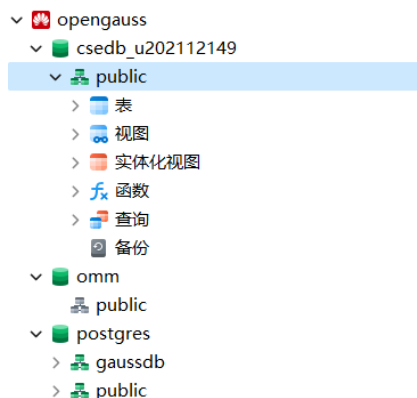 opengauss
csedb_u202112149
public
表
视图
实体化视图
函数
查询
备份
omm
public
postgres
gaussdb
public